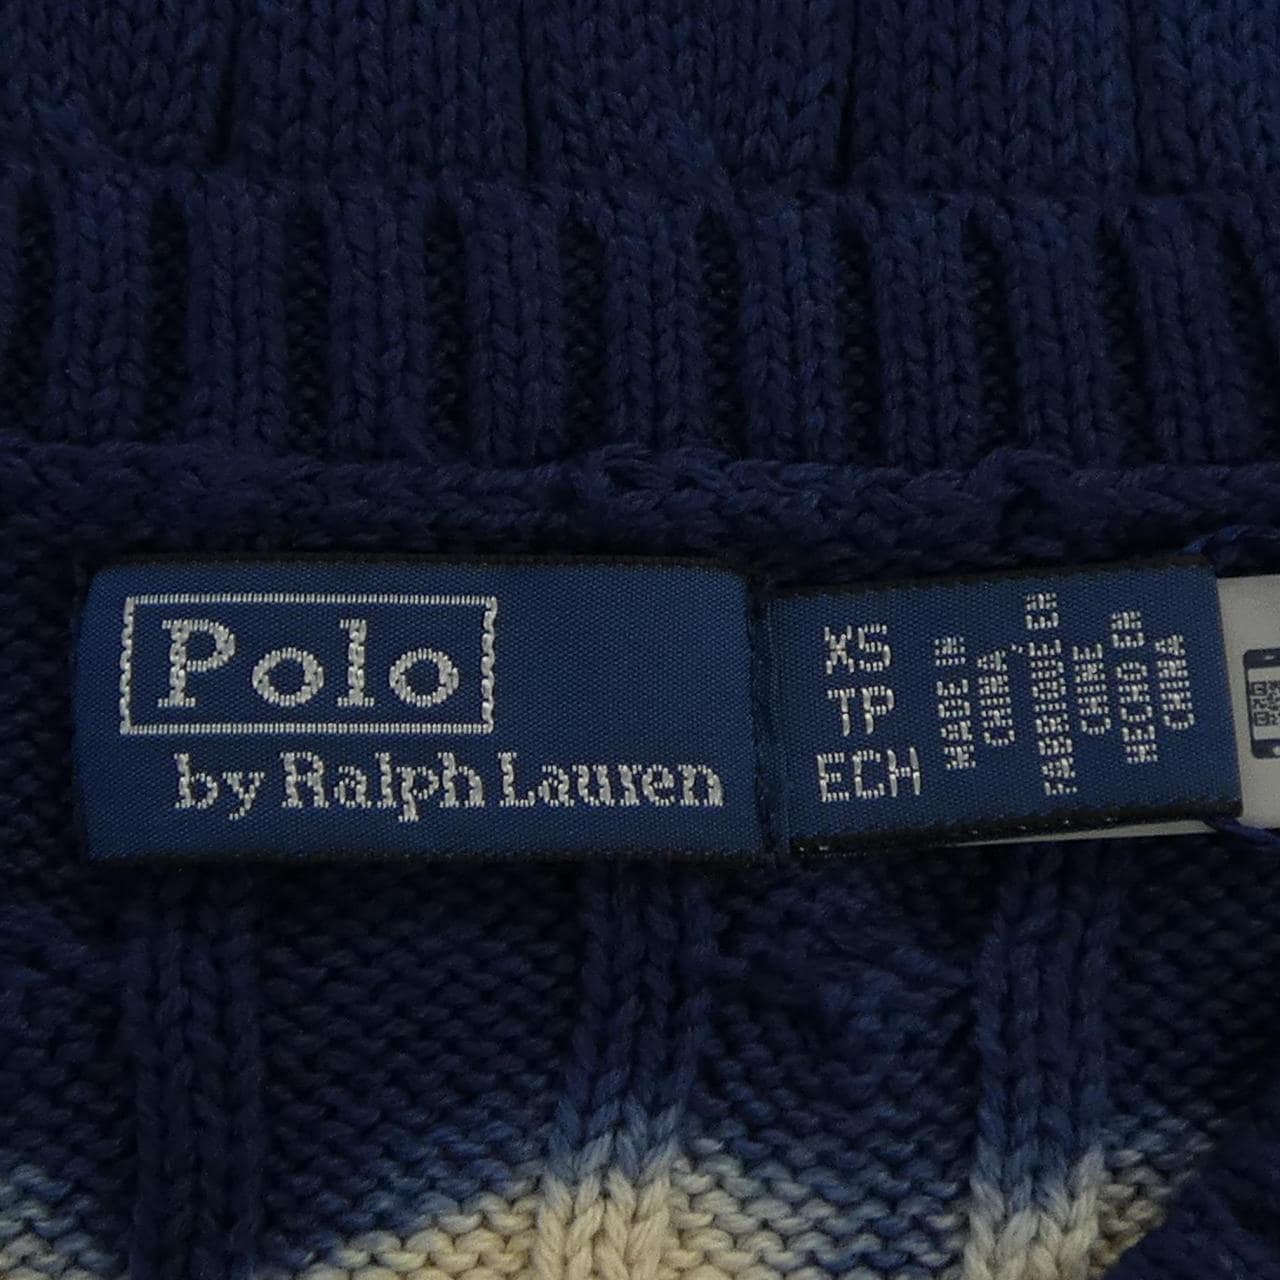 Polo
by Ralph Lauren
XS
TP
ECH
MADE IN
CHINA
FABRIQUÉ EN
CHINE
HECHO EN
CHINA